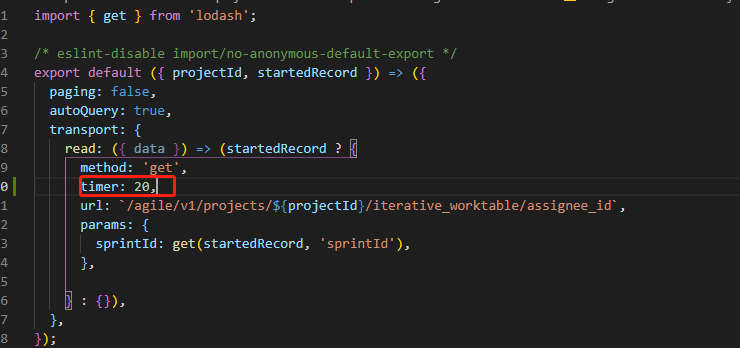 1 import { get } from 'lodash';
2
3 /* eslint-disable import/no-anonymous-default-export */
4 export default ({ projectId, startedRecord }) => ({
5   paging: false,
6   autoQuery: true,
7   transport: {
8     read: ({ data }) => (startedRecord ? {
9       method: 'get',
0       timer: 20,
1       url: `/agile/v1/projects/${projectId}/iterative_worktable/assignee_id`,
2       params: {
3         sprintId: get(startedRecord, 'sprintId'),
4       },
5
6     } : {}),
7   },
8 });